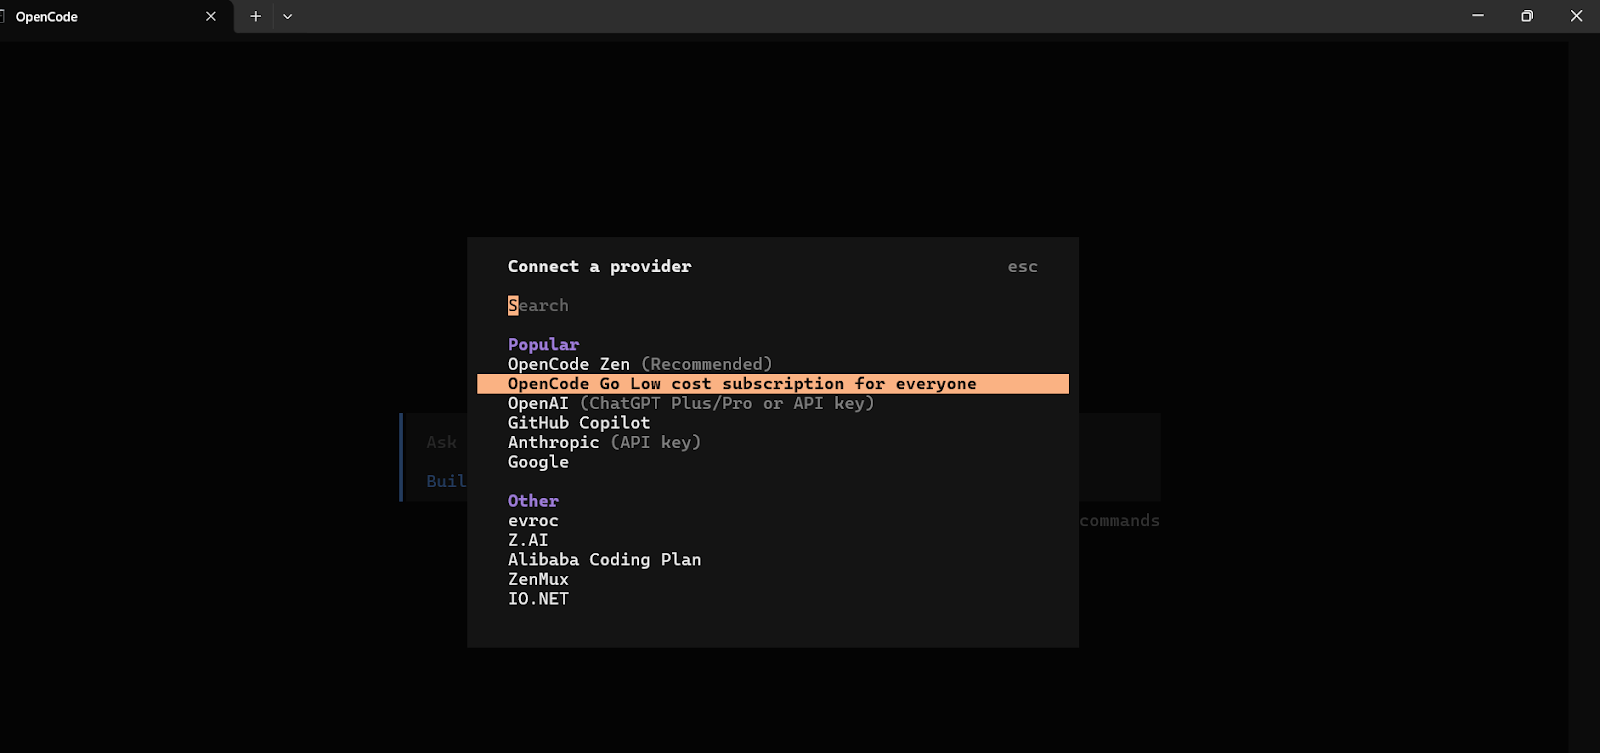 OpenCode
Connect a provider esc
Search
Popular
OpenCode Zen (Recommended)
OpenCode Go Low cost subscription for everyone
OpenAI (ChatGPT Plus/Pro or API key)
GitHub Copilot
Anthropic (API key)
Google
Ask
Buil
Other
evroc
commands
Z.AI
Alibaba Coding Plan
ZenMux
IO.NET